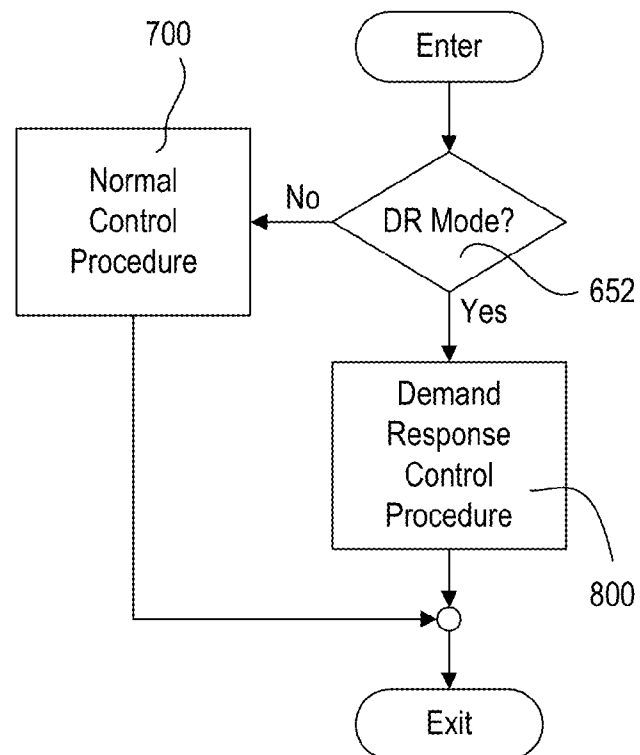 700
Enter
Normal
Control
Procedure
No
DR Mode?
652
Yes
Demand
Response
Control
Procedure
800
Exit